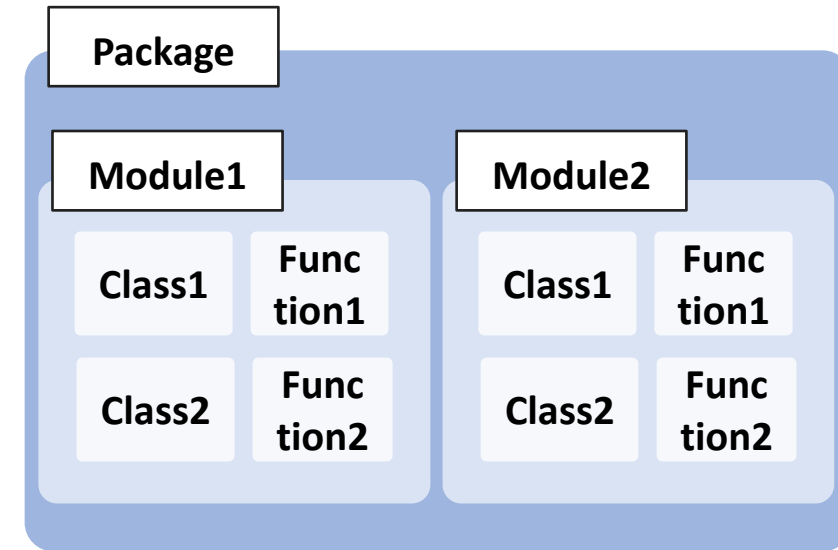 Package
Module1
Module2
Class1
Func
tion1
Class2
Func
tion2
Class1
Func
tion1
Class2
Func
tion2